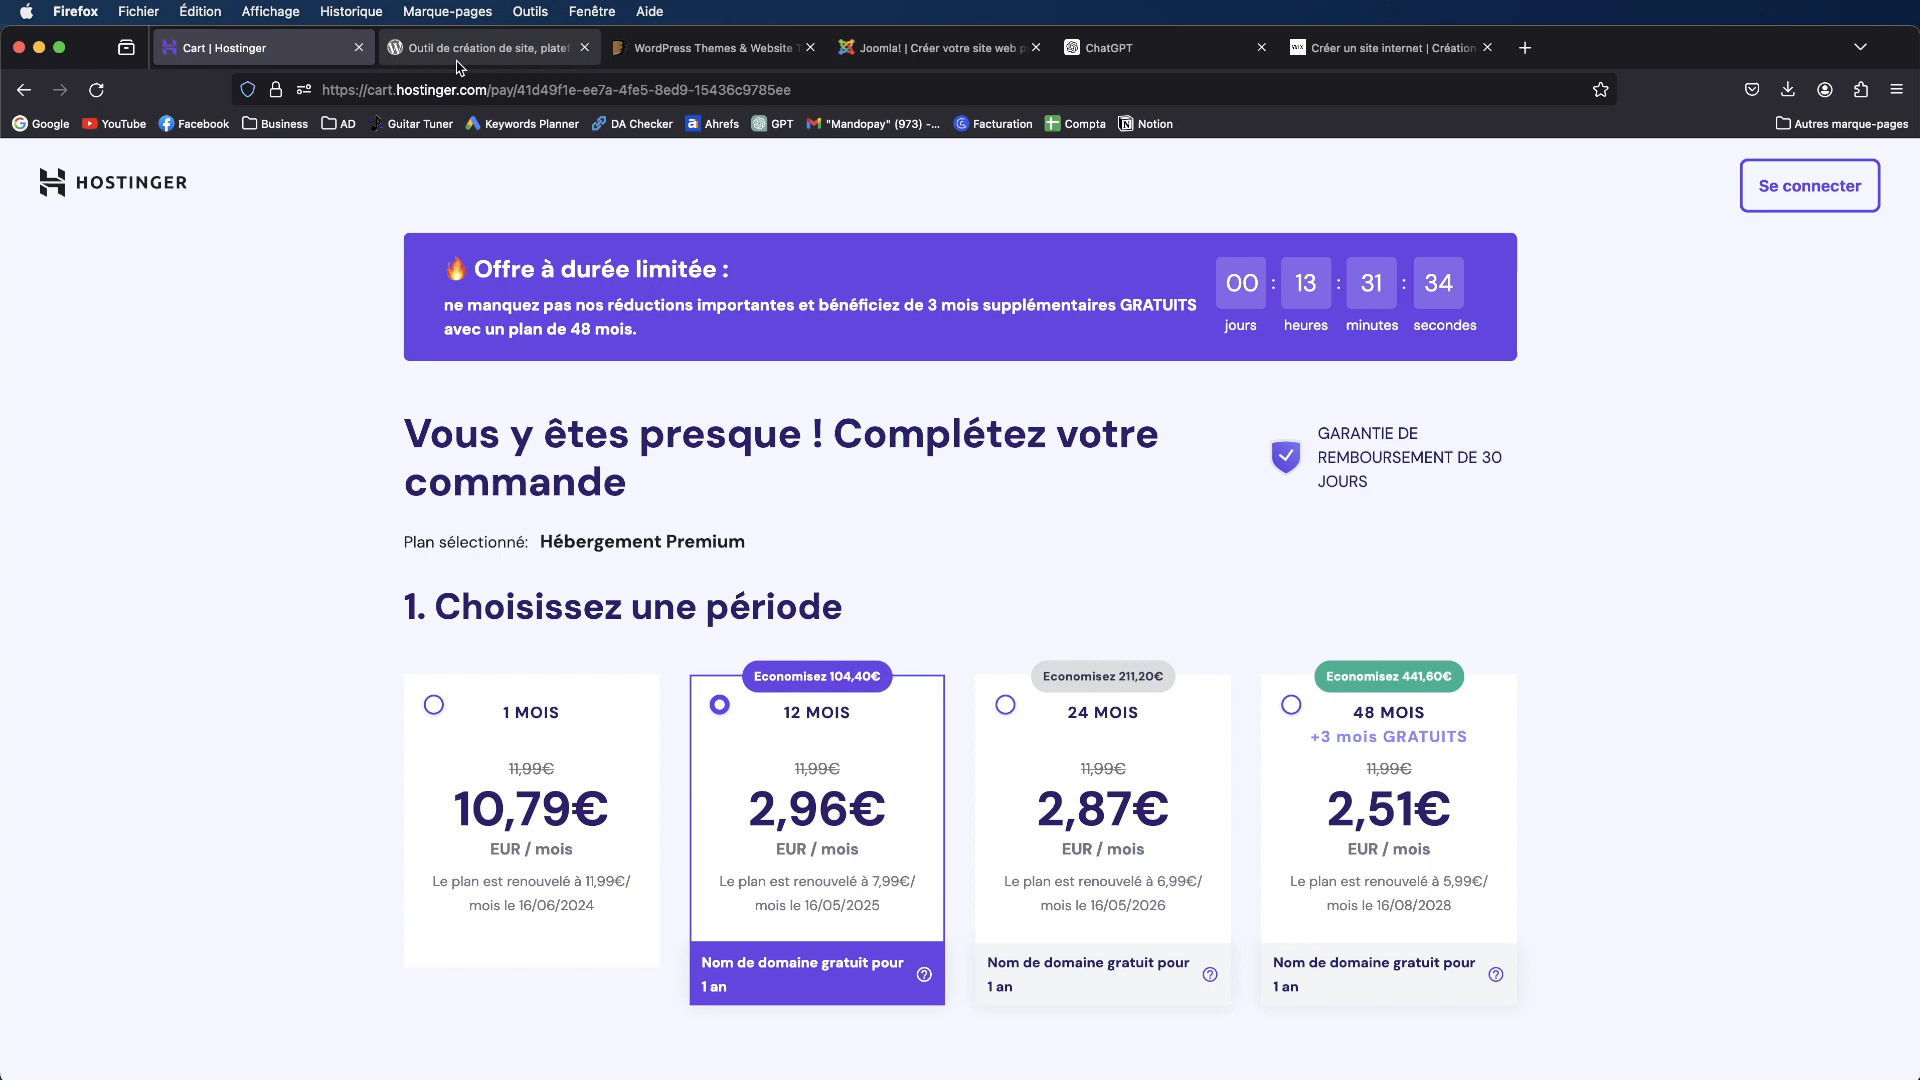 Firefox Fichier Édition Affichage Historique Marque-pages Outils Fenêtre Aide
Cart | Hostinger
Outil de création de site, platef
WordPress Themes & Website
Joomla! | Créer votre site web p
ChatGPT
WIX Créer un site internet | Création
https://cart.hostinger.com/pay/41d49f1e-ee7a-4fe5-8ed9-15436c9785ee
Google YouTube Facebook Business AD Guitar Tuner Keywords Planner DA Checker Ahrefs GPT "Mandopay" (973) -... Facturation Compta Notion Autres marque-pages
HOSTINGER
Se connecter
🔥 Offre à durée limitée :
ne manquez pas nos réductions importantes et bénéficiez de 3 mois supplémentaires GRATUITS
avec un plan de 48 mois.
00 : 13 : 31 : 34
jours heures minutes secondes
Vous y êtes presque ! Complétez votre
commande
GARANTIE DE
REMBOURSEMENT DE 30
JOURS
Plan sélectionné: Hébergement Premium
1. Choisissez une période
1 MOIS
11,99€
10,79€
EUR / mois
Le plan est renouvelé à 11,99€/
mois le 16/06/2024
Economisez 104,40€
12 MOIS
11,99€
2,96€
EUR / mois
Le plan est renouvelé à 7,99€/
mois le 16/05/2025
Nom de domaine gratuit pour
1 an
Economisez 211,20€
24 MOIS
11,99€
2,87€
EUR / mois
Le plan est renouvelé à 6,99€/
mois le 16/05/2026
Nom de domaine gratuit pour
1 an
Economisez 441,60€
48 MOIS
+3 mois GRATUITS
11,99€
2,51€
EUR / mois
Le plan est renouvelé à 5,99€/
mois le 16/08/2028
Nom de domaine gratuit pour
1 an